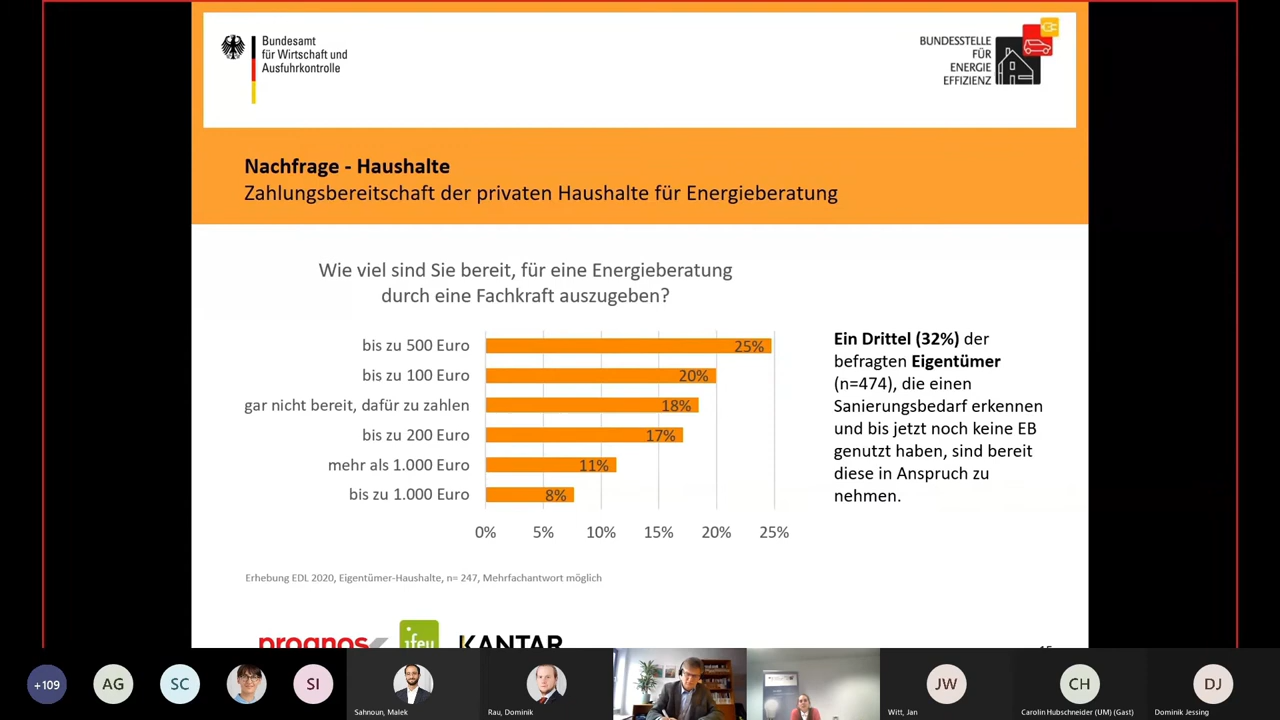 Bundesamt
für Wirtschaft und
Ausfuhrkontrolle
BUNDESSTELLE
FÜR
ENERGIE
EFFIZIENZ
Nachfrage - Haushalte
Zahlungsbereitschaft der privaten Haushalte für Energieberatung
Wie viel sind Sie bereit, für eine Energieberatung
durch eine Fachkraft auszugeben?
bis zu 500 Euro 25%
bis zu 100 Euro 20%
gar nicht bereit, dafür zu zahlen 18%
bis zu 200 Euro 17%
mehr als 1.000 Euro 11%
bis zu 1.000 Euro 8%
0% 5% 10% 15% 20% 25%
Ein Drittel (32%) der
befragten Eigentümer
(n=474), die einen
Sanierungsbedarf erkennen
und bis jetzt noch keine EB
genutzt haben, sind bereit
diese in Anspruch zu
nehmen.
Erhebung EDL 2020, Eigentümer-Haushalte, n= 247, Mehrfachantwort möglich
prognos ifeu KANTAR
+109 AG SC SI JW CH DJ
Sahnoun, Malek Rau, Dominik Witt, Jan Carolin Hubschneider (UM) (Gast) Dominik Jessing